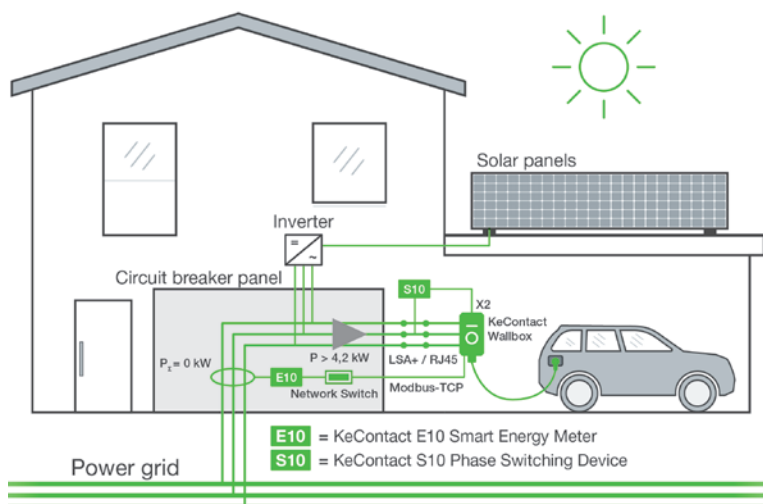 Solar panels
Inverter
=
~
Circuit breaker panel
S10
X2
KeContact
Wallbox
P > 4,2 kW
LSA+ / RJ45
PΣ = 0 kW
E10
Network Switch
Modbus-TCP
E10 = KeContact E10 Smart Energy Meter
S10 = KeContact S10 Phase Switching Device
Power grid